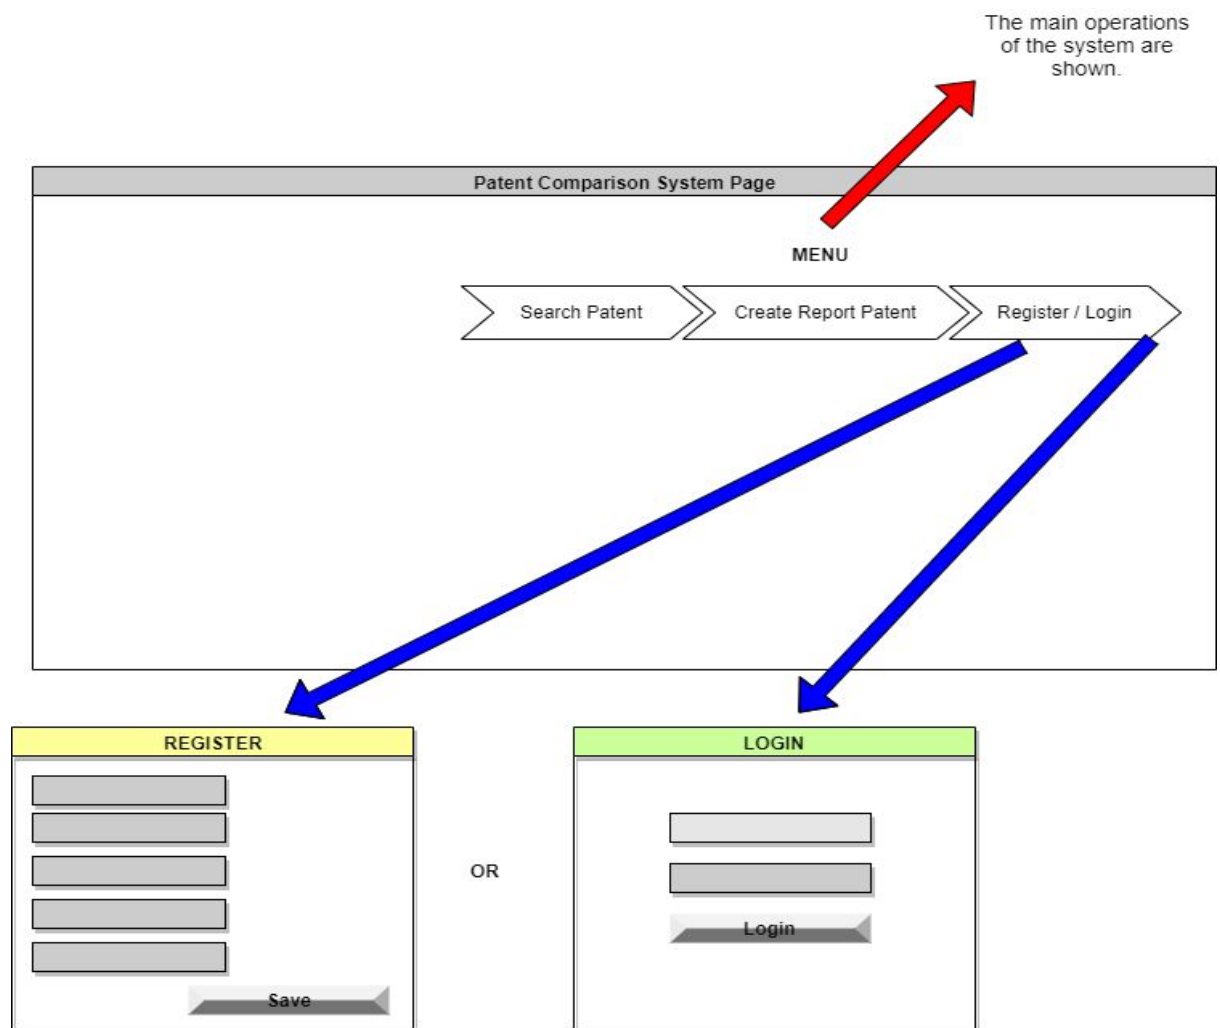 The main operations
of the system are
shown.
Patent Comparison System Page
MENU
Search Patent
Create Report Patent
Register / Login
REGISTER
LOGIN
OR
Login
Save